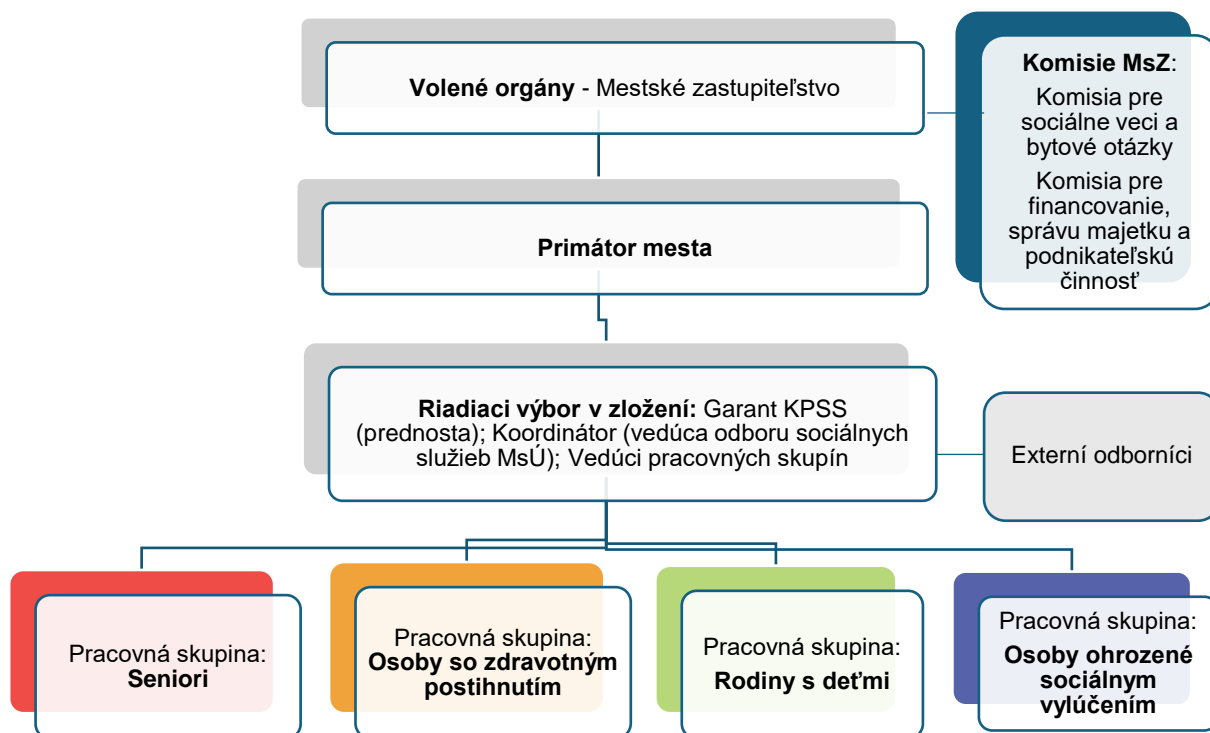 Volené orgány - Mestské zastupiteľstvo
Komisie MsZ:
Komisia pre
sociálne veci a
bytové otázky
Komisia pre
financovanie,
správu majetku a
podnikateľskú
činnosť
Primátor mesta
Riadiaci výbor v zložení: Garant KPSS
(prednosta); Koordinátor (vedúca odboru sociálnych
služieb MsÚ); Vedúci pracovných skupín
Externí odborníci
Pracovná skupina:
Seniori
Pracovná skupina:
Osoby so zdravotným
postihnutím
Pracovná skupina:
Rodiny s deťmi
Pracovná skupina:
Osoby ohrozené
sociálnym
vylúčením